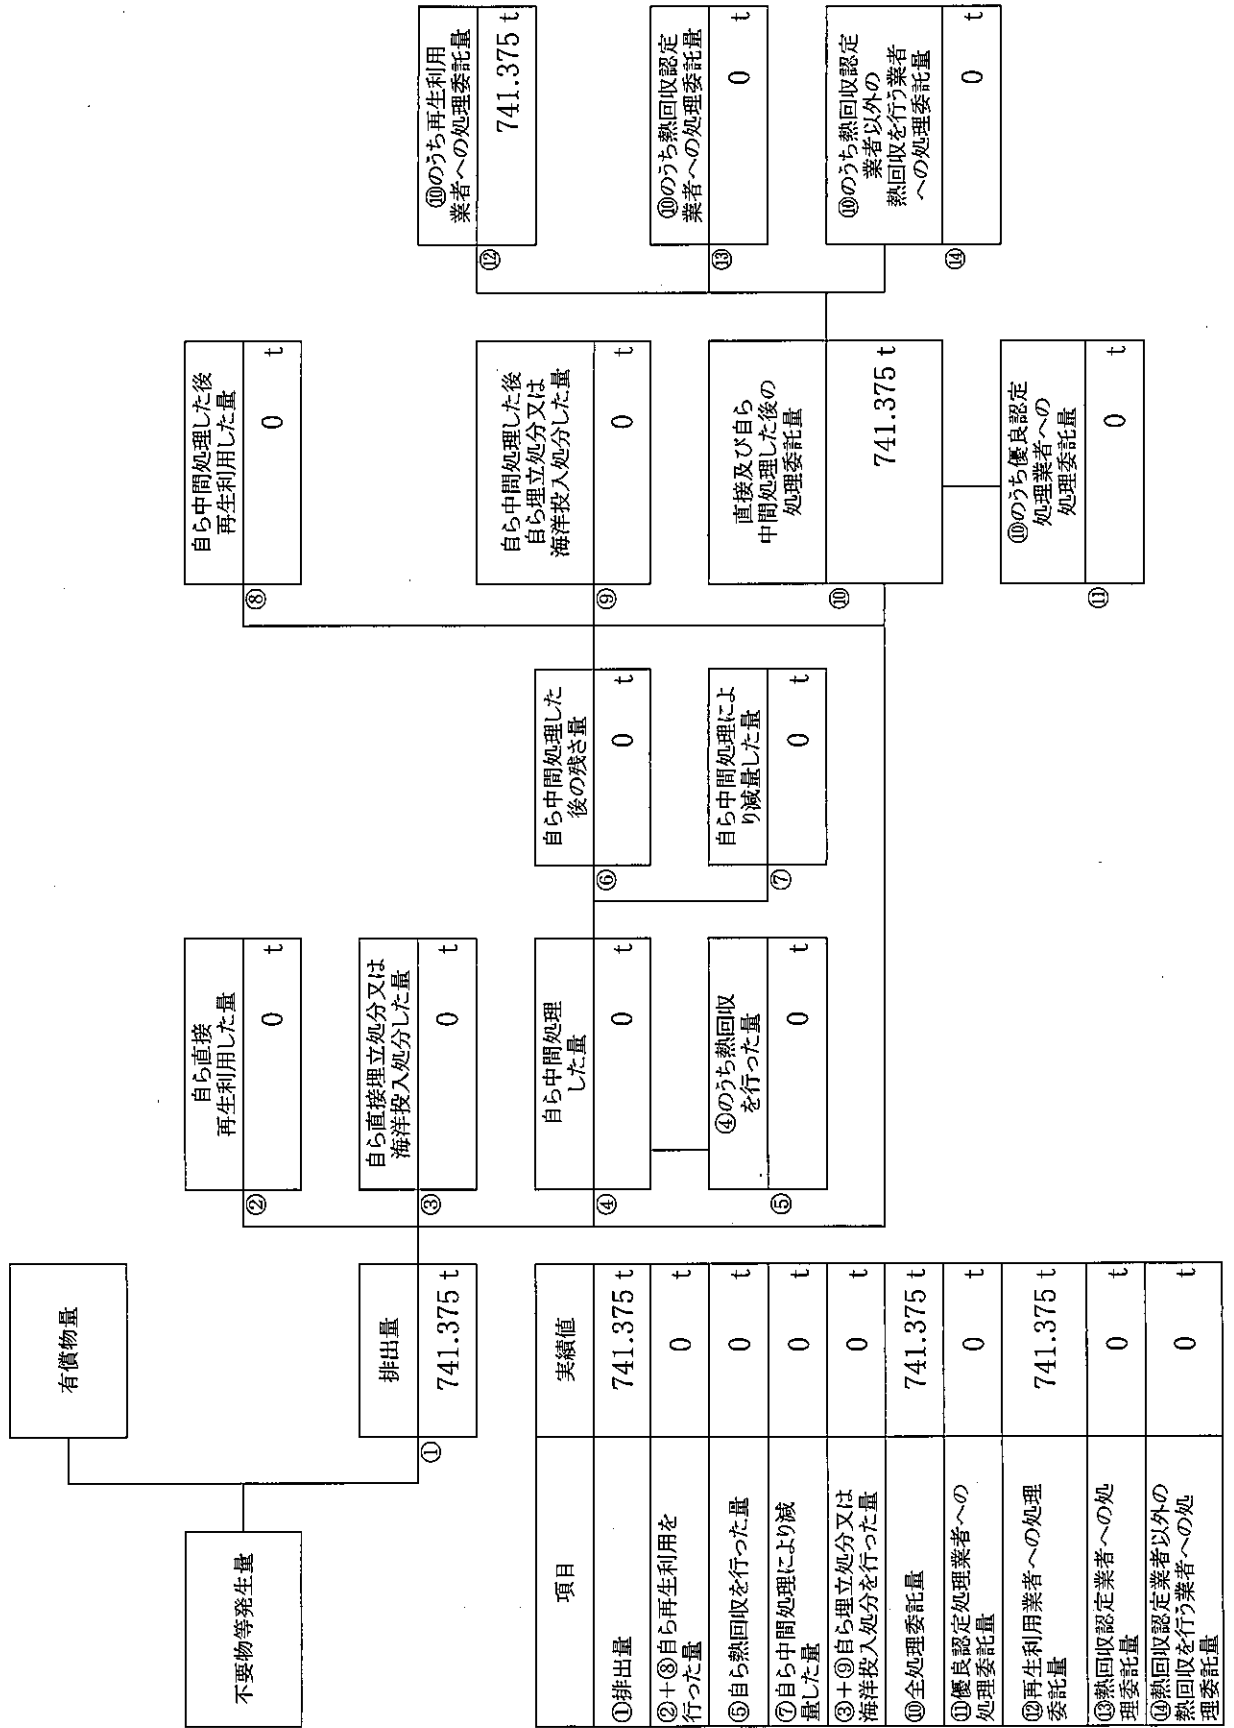 不要物等発生量
有償物量
排出量
①
741.375 t
自ら直接
再生利用した量
②
0 t
自ら直接埋立処分又は
海洋投入処分した量
③
0 t
自ら中間処理
した量
④
0 t
④のうち熱回収
を行った量
⑤
0 t
自ら中間処理した
後の残さ量
⑥
0 t
自ら中間処理によ
り減量した量
⑦
0 t
自ら中間処理した後
再生利用した量
⑧
0 t
自ら中間処理した後
自ら埋立処分又は
海洋投入処分した量
⑨
0 t
直接及び自ら
中間処理した後の
処理委託量
⑩
741.375 t
⑩のうち優良認定
処理業者への
処理委託量
⑪
0 t
⑩のうち再生利用
業者への処理委託量
⑫
741.375 t
⑩のうち熱回収認定
業者への処理委託量
⑬
0 t
⑩のうち熱回収認定
業者以外の
熱回収を行う業者
への処理委託量
⑭
0 t
項目 実績値
①排出量 741.375 t
②+⑧自ら再生利用を
行った量 0 t
⑤自ら熱回収を行った量 0 t
⑦自ら中間処理により減
量した量 0 t
③+⑨自ら埋立処分又は
海洋投入処分を行った量 0 t
⑩全処理委託量 741.375 t
⑪優良認定処理業者への
処理委託量 0 t
⑫再生利用業者への処理
委託量 741.375 t
⑬熱回収認定業者への処
理委託量 0 t
⑭熱回収認定業者以外の
熱回収を行う業者への処
理委託量 0 t